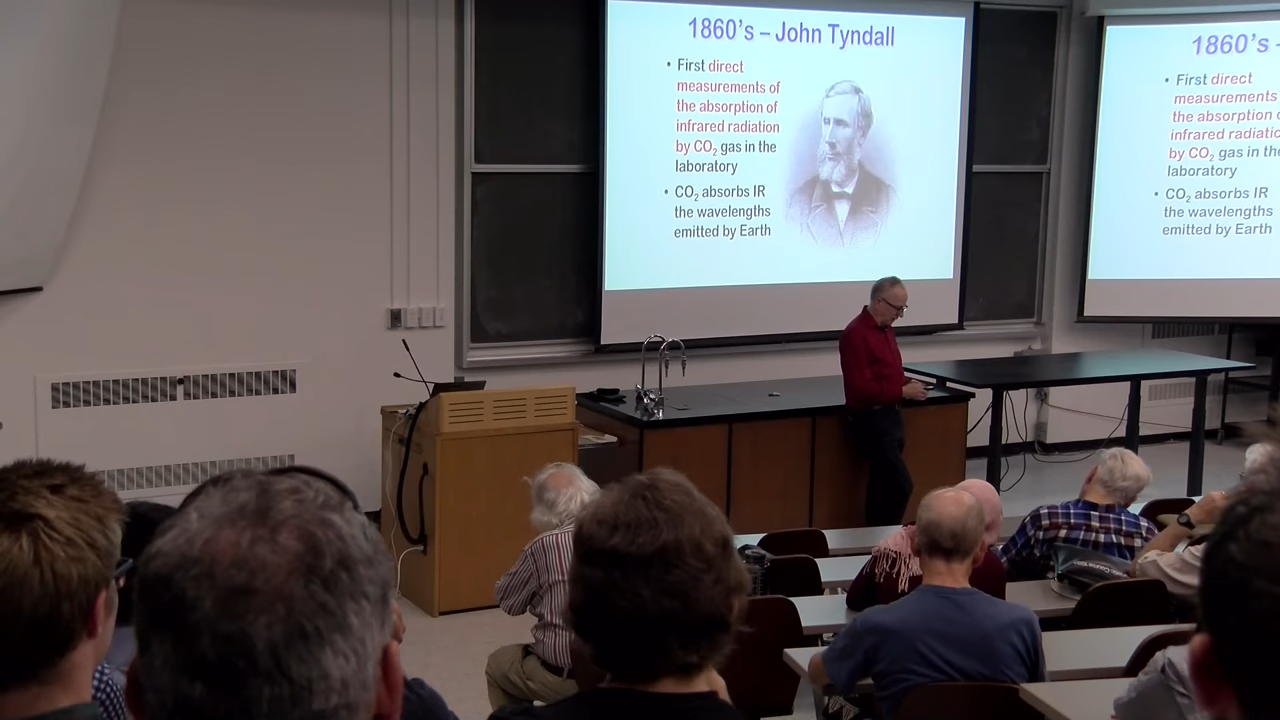 1860's – John Tyndall
• First direct
measurements of
the absorption of
infrared radiation
by CO₂ gas in the
laboratory
• CO₂ absorbs IR
the wavelengths
emitted by Earth
1860's -
• First direct
measurements
the absorption o
infrared radiatio
by CO₂ gas in th
laboratory
• CO₂ absorbs IR
the wavelengths
emitted by Earth